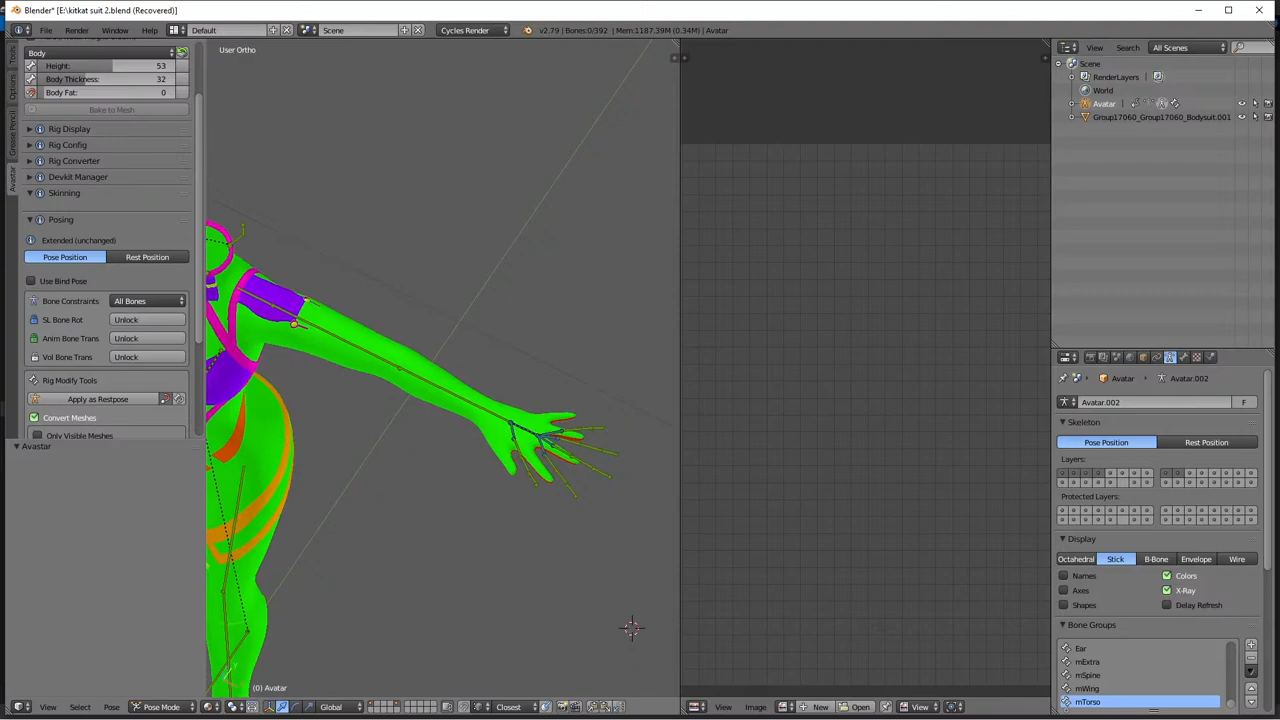 Blender* [E:\kitkat suit 2.blend (Recovered)]
File Render Window Help Default Scene Cycles Render v2.79 | Bones:0/392 | Mem:1187.39M (0.34M) | Avatar
Tools
Options
Grease Pencil
Avastar
Body
Height: 53
Body Thickness: 32
Body Fat: 0
Bake to Mesh
Rig Display
Rig Config
Rig Converter
Devkit Manager
Skinning
Posing
Extended (unchanged)
Pose Position Rest Position
Use Bind Pose
Bone Constraints All Bones
SL Bone Rot Unlock
Anim Bone Trans Unlock
Vol Bone Trans Unlock
Rig Modify Tools
Apply as Restpose
Convert Meshes
Only Visible Meshes
Avastar
User Ortho
(0) Avatar
View Select Pose Pose Mode Global Closest
View Image New Open View
View Search All Scenes
Scene
RenderLayers
World
Avatar
Group17060_Group17060_Bodysuit.001
Avatar Avatar.002
Avatar.002 F
Skeleton
Pose Position Rest Position
Layers:
Protected Layers:
Display
Octahedral Stick B-Bone Envelope Wire
Names Colors
Axes X-Ray
Shapes Delay Refresh
Bone Groups
Ear
mExtra
mSpine
mWing
mTorso